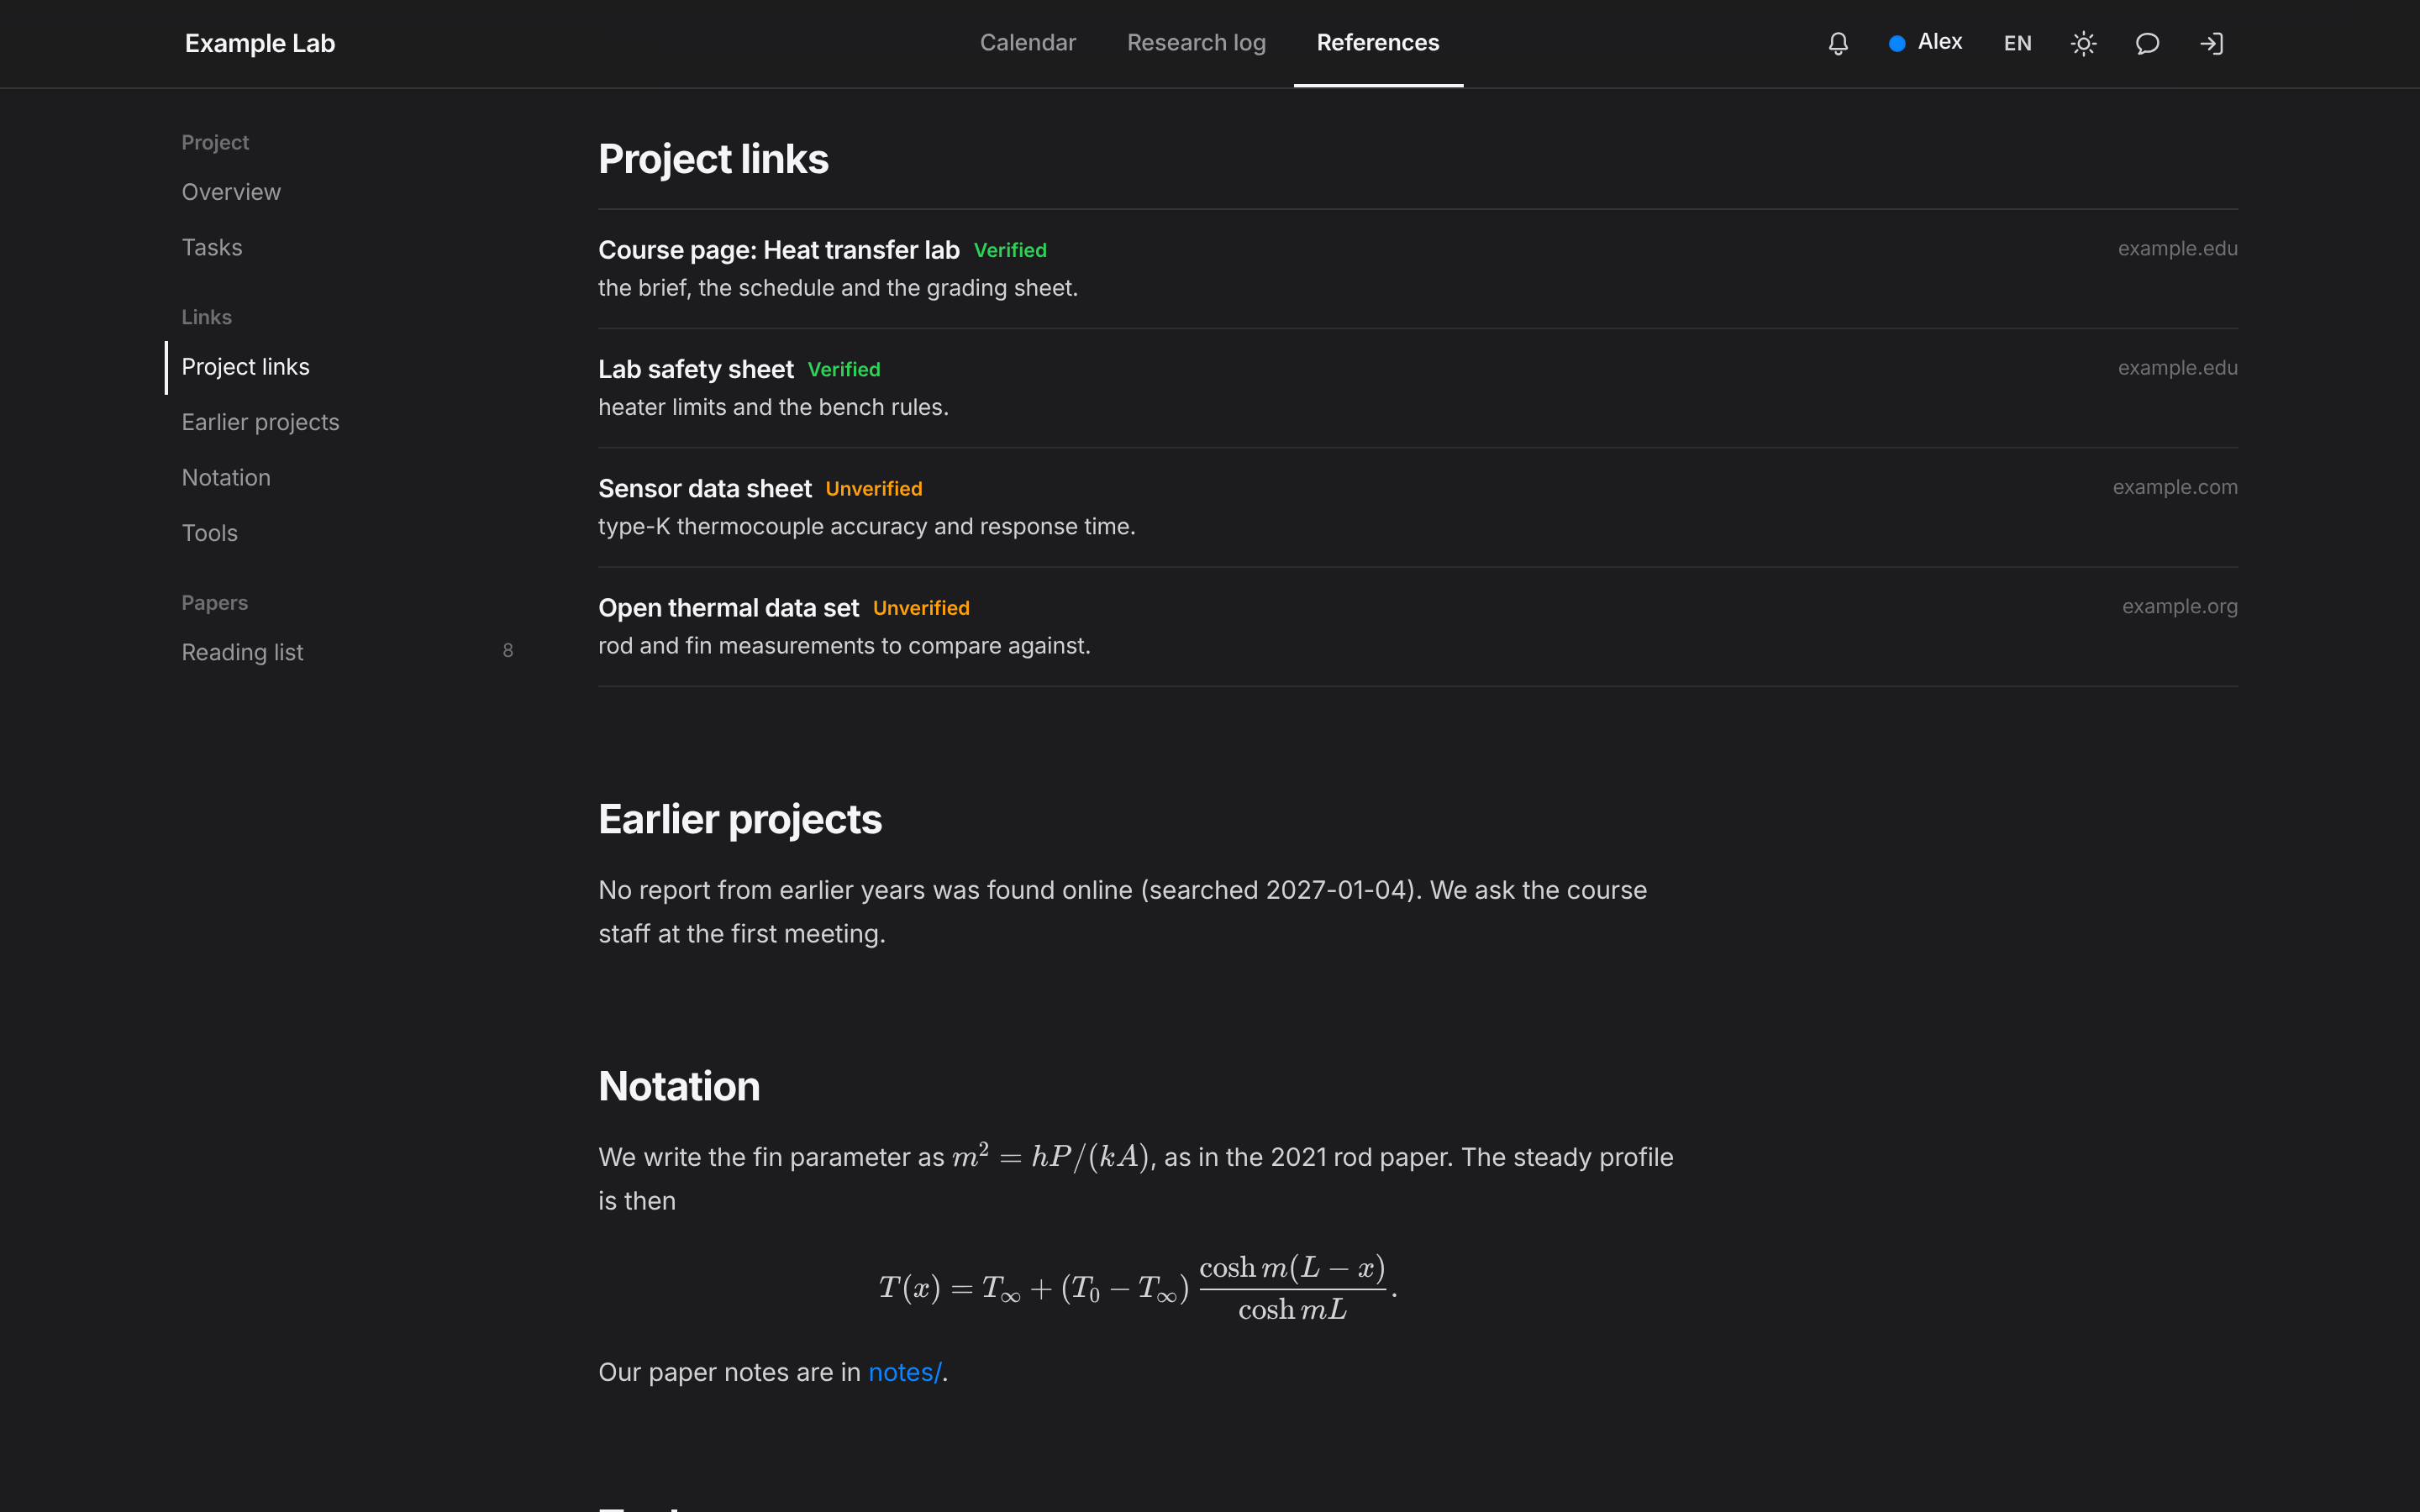 Example Lab
Calendar
Research log
References
Alex
EN
Project
Overview
Tasks
Links
Project links
Earlier projects
Notation
Tools
Papers
Reading list 8
Project links
Course page: Heat transfer lab Verified example.edu
the brief, the schedule and the grading sheet.
Lab safety sheet Verified example.edu
heater limits and the bench rules.
Sensor data sheet Unverified example.com
type-K thermocouple accuracy and response time.
Open thermal data set Unverified example.org
rod and fin measurements to compare against.
Earlier projects
No report from earlier years was found online (searched 2027-01-04). We ask the course
staff at the first meeting.
Notation
We write the fin parameter as m² = hP/(kA), as in the 2021 rod paper. The steady profile
is then
T(x) = T∞ + (T₀ − T∞) cosh m(L − x) / cosh mL.
Our paper notes are in notes/.